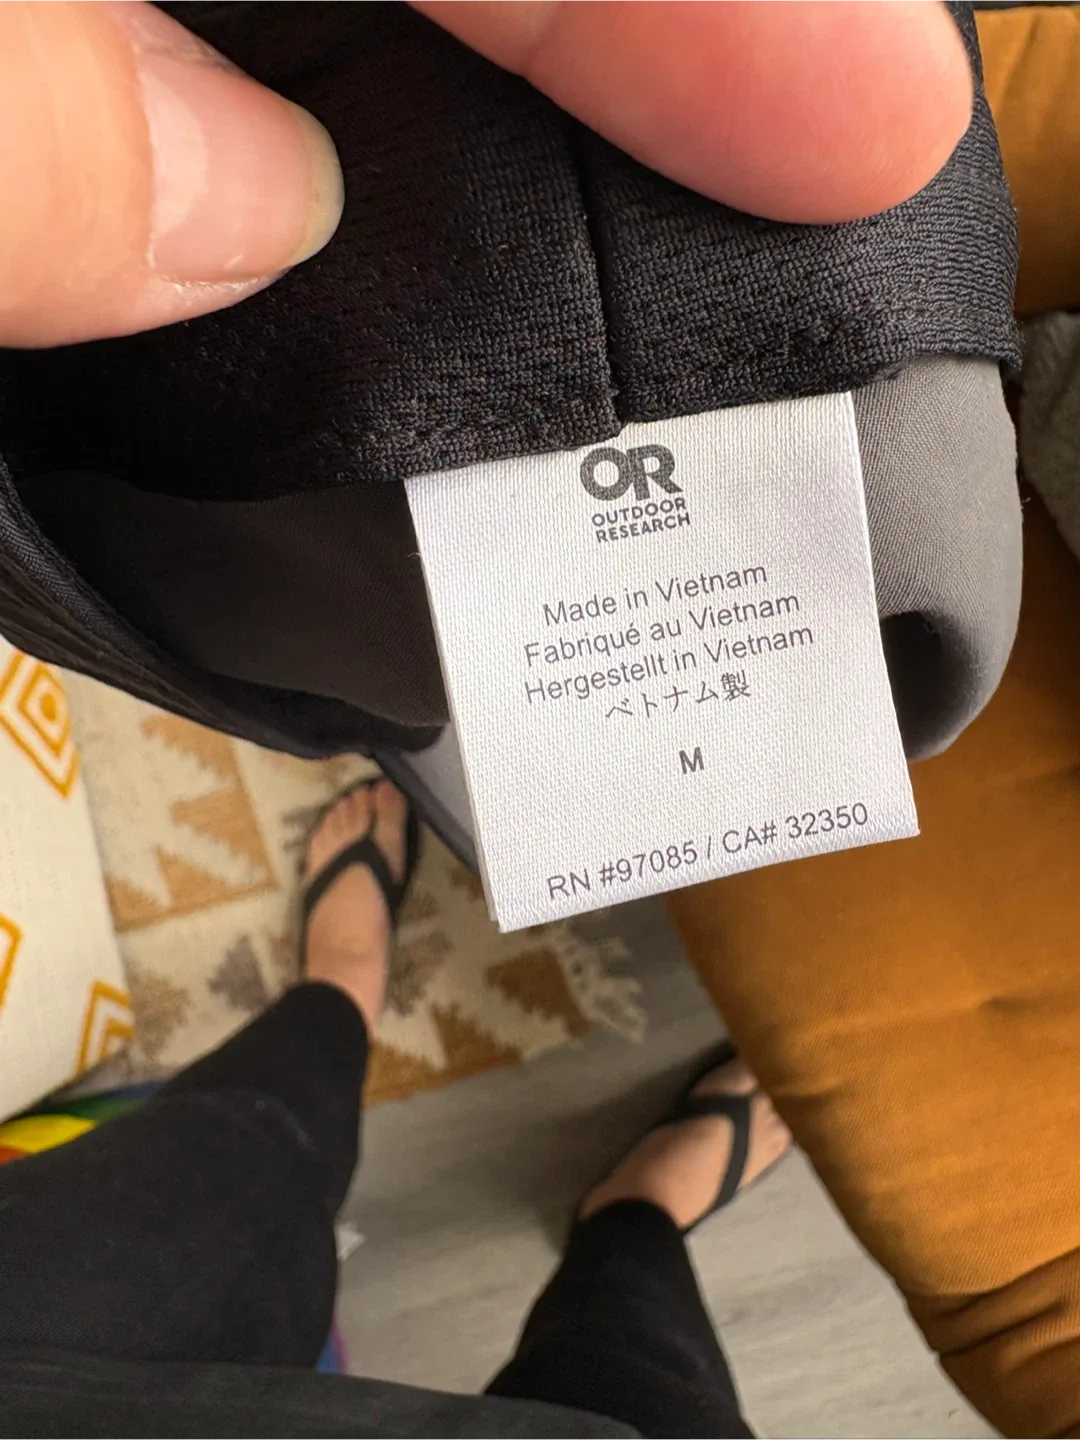 OR
OUTDOOR
RESEARCH
Made in Vietnam
Fabriqué au Vietnam
Hergestellt in Vietnam
ベトナム製
M
RN #97085 / CA# 32350